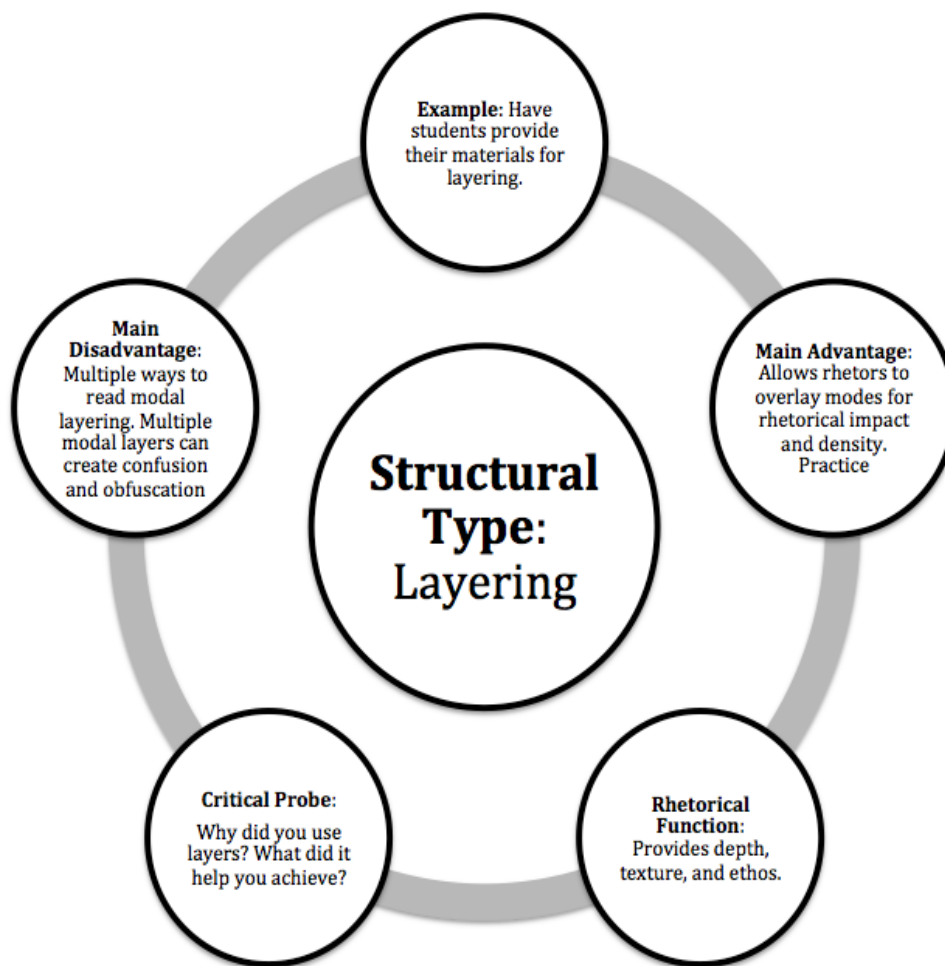 Example: Have
students provide
their materials for
layering.
Main Advantage:
Allows rhetors to
overlay modes for
rhetorical impact
and density.
Practice
Rhetorical
Function:
Provides depth,
texture, and ethos.
Critical Probe:
Why did you use
layers? What did it
help you achieve?
Main
Disadvantage:
Multiple ways to
read modal
layering. Multiple
modal layers can
create confusion
and obfuscation
Structural
Type:
Layering